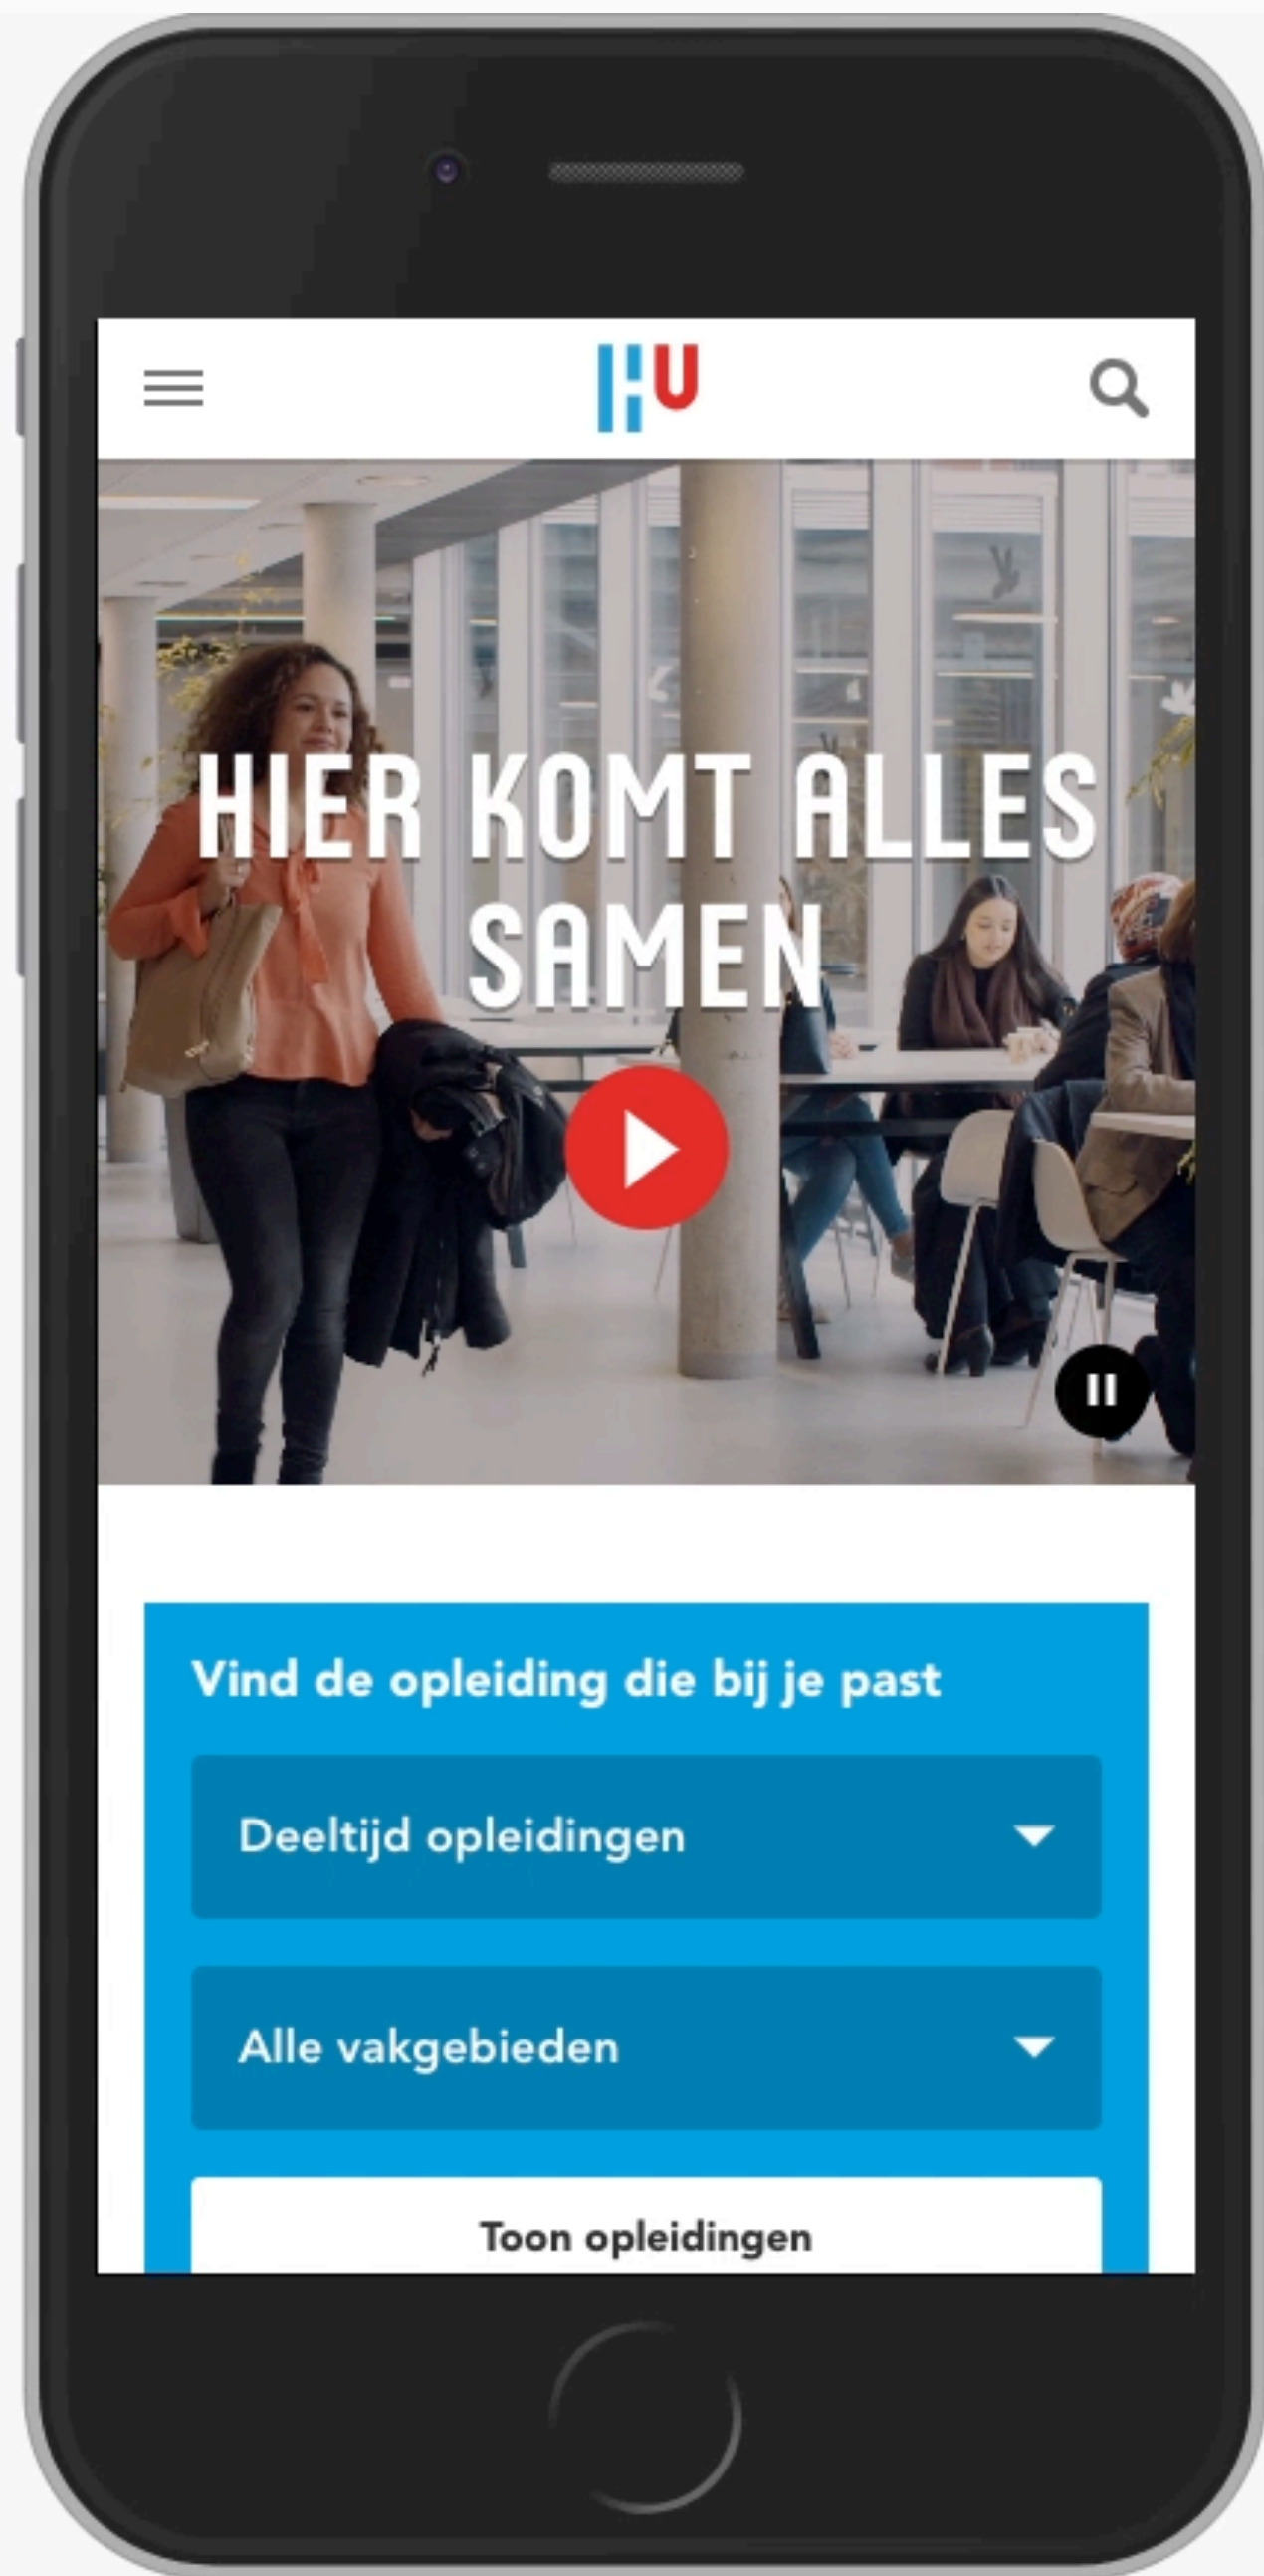 HU
HIER KOMT ALLES
SAMEN
Vind de opleiding die bij je past
Deeltijd opleidingen
Alle vakgebieden
Toon opleidingen